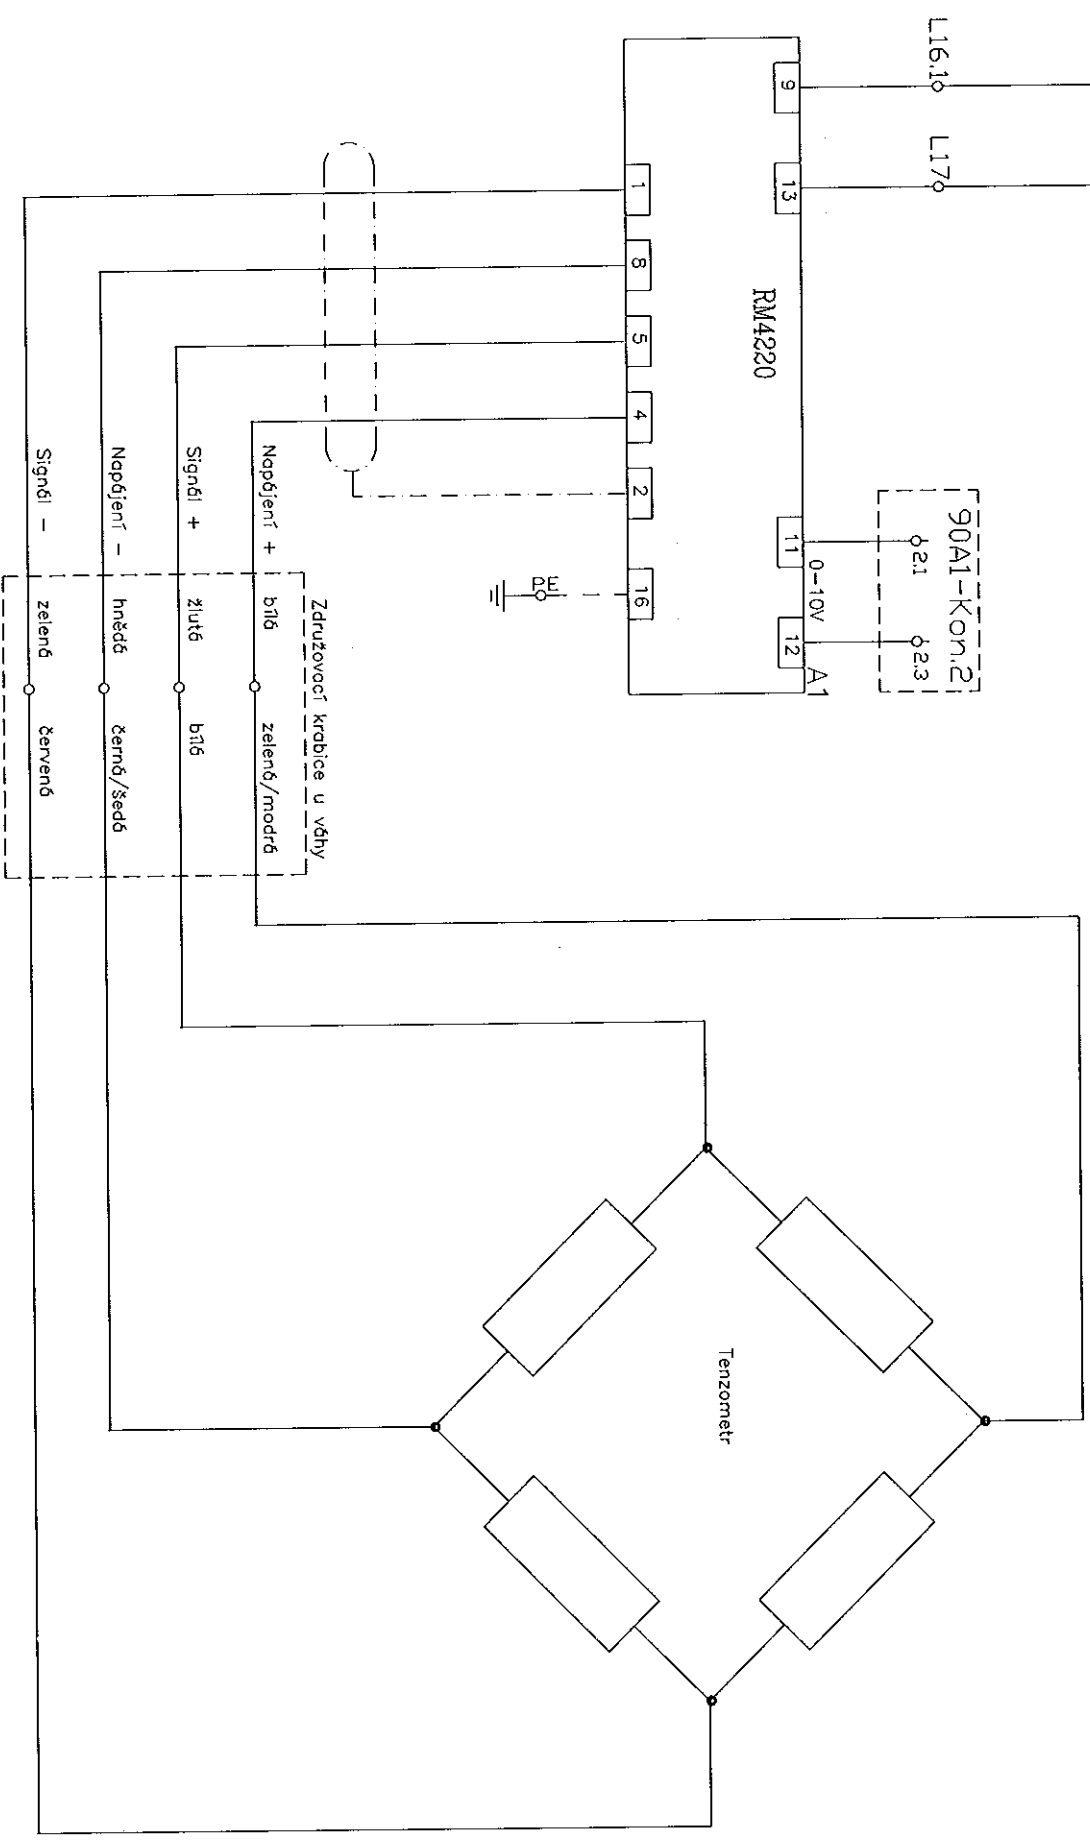 L16.1
L17
9
13
RM4220
11
0-10V
12
A1
90A1-Kon.2
2.1
2.3
1
8
5
4
2
16
PE
Napájení +
Signál +
Napájení -
Signál -
Združovací krabice u váhy
bílá
zelená/modrá
žlutá
bílá
hnědá
černá/šedá
zelená
červená
Tenzometr